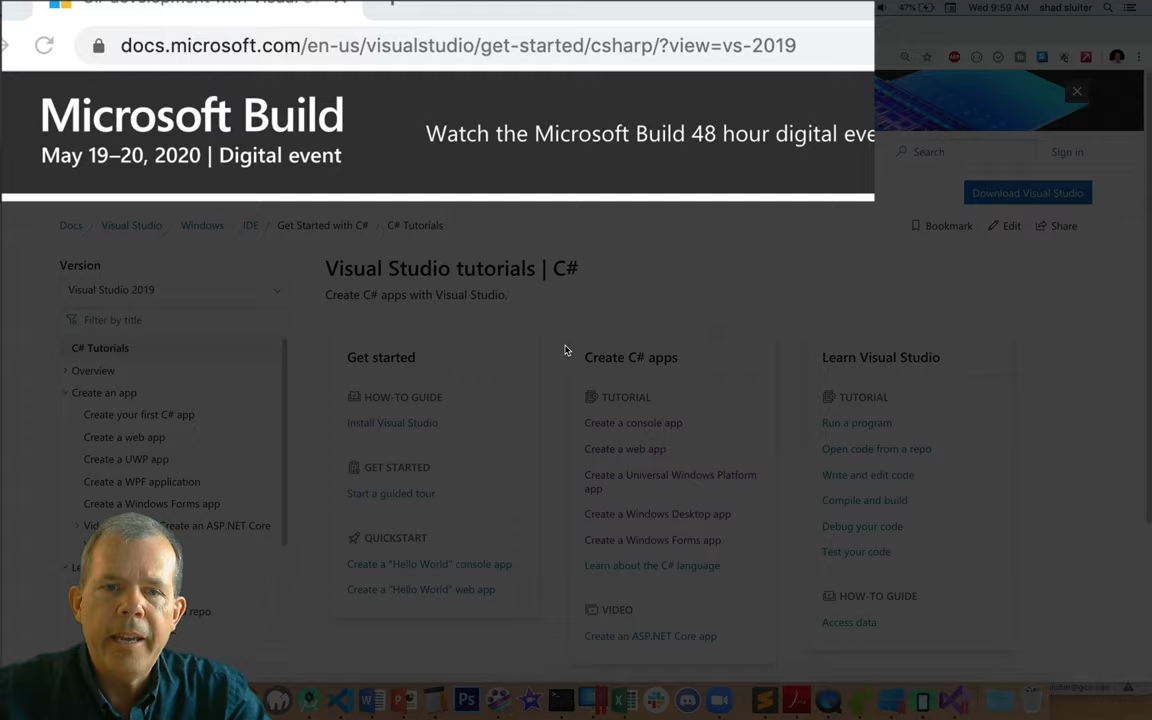 47%
Wed 9:59 AM
shad sluiter
docs.microsoft.com/en-us/visualstudio/get-started/csharp/?view=vs-2019
Microsoft Build
May 19–20, 2020 | Digital event
Watch the Microsoft Build 48 hour digital eve
Search
Sign in
Download Visual Studio
Docs / Visual Studio / Windows / IDE / Get Started with C# / C# Tutorials
Bookmark
Edit
Share
Version
Visual Studio 2019
Filter by title
C# Tutorials
Overview
Create an app
Create your first C# app
Create a web app
Create a UWP app
Create a WPF application
Create a Windows Forms app
Create an ASP.NET Core
repo
Visual Studio tutorials | C#
Create C# apps with Visual Studio.
Get started
HOW-TO GUIDE
Install Visual Studio
GET STARTED
Start a guided tour
QUICKSTART
Create a "Hello World" console app
Create a "Hello World" web app
Create C# apps
TUTORIAL
Create a console app
Create a web app
Create a Universal Windows Platform
app
Create a Windows Desktop app
Create a Windows Forms app
Learn about the C# language
VIDEO
Create an ASP.NET Core app
Learn Visual Studio
TUTORIAL
Run a program
Open code from a repo
Write and edit code
Compile and build
Debug your code
Test your code
HOW-TO GUIDE
Access data